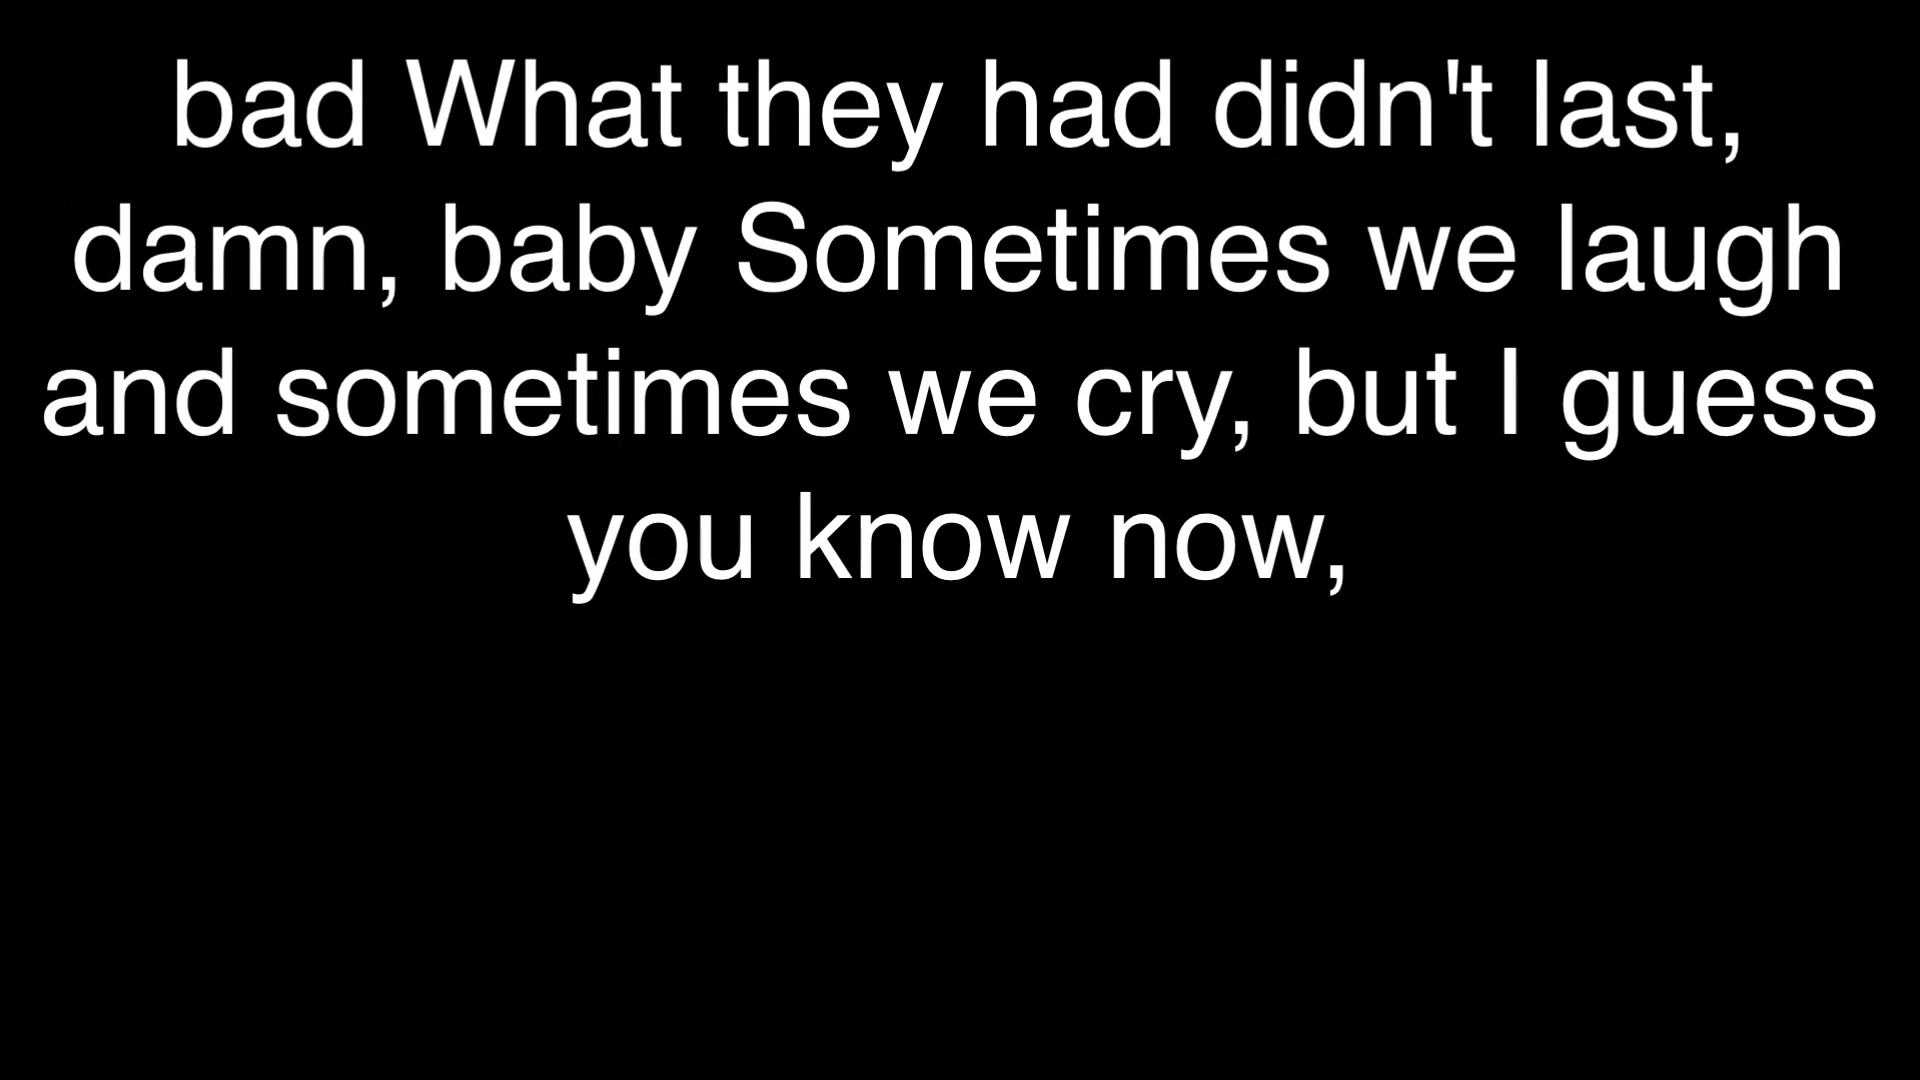 bad What they had didn't last,
damn, baby Sometimes we laugh
and sometimes we cry, but I guess
you know now,